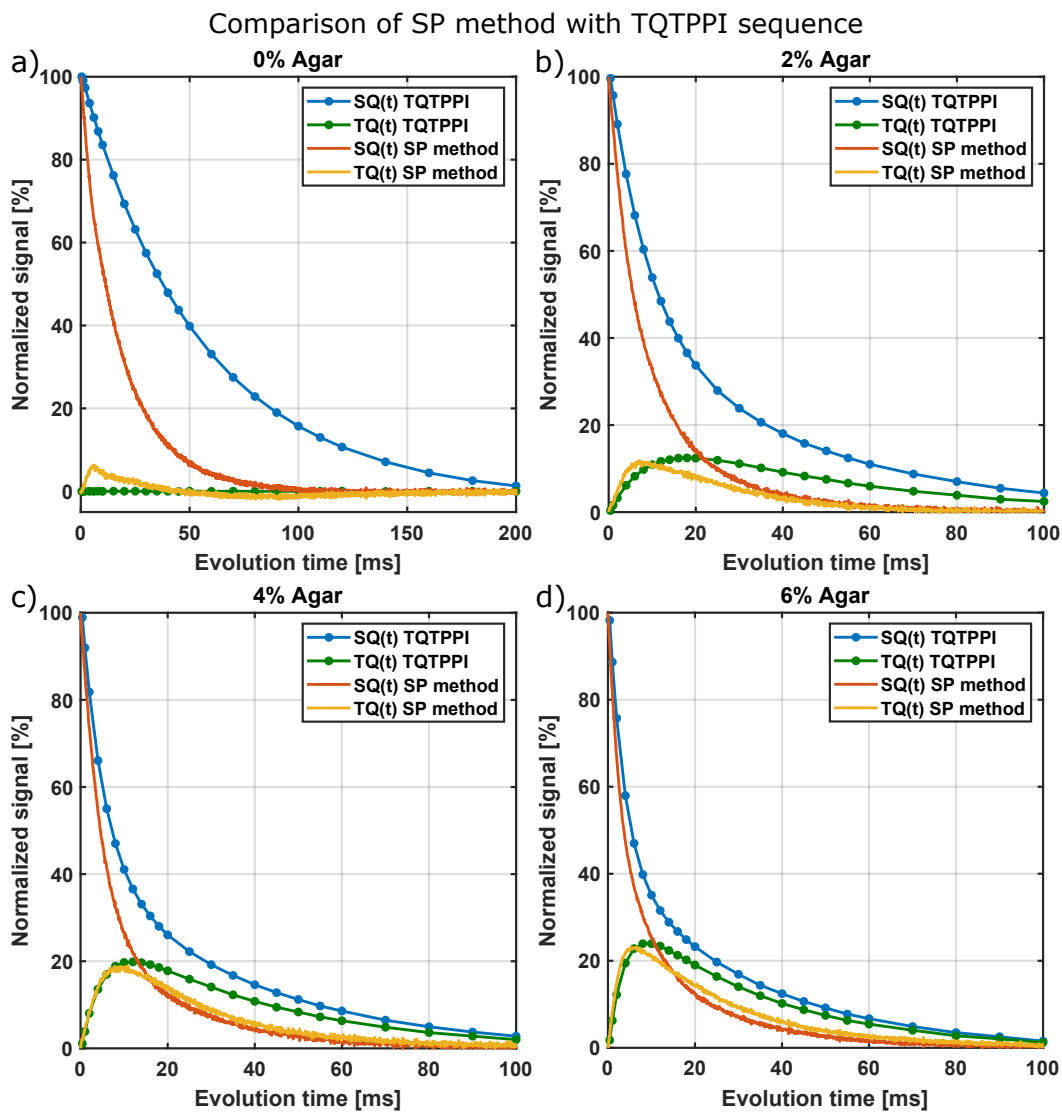 Comparison of SP method with TQTPPI sequence
a)
0% Agar
SQ(t) TQTPPI
TQ(t) TQTPPI
SQ(t) SP method
TQ(t) SP method
Normalized signal [%]
100
80
60
40
20
0
0
50
100
150
200
Evolution time [ms]
b)
2% Agar
SQ(t) TQTPPI
TQ(t) TQTPPI
SQ(t) SP method
TQ(t) SP method
Normalized signal [%]
100
80
60
40
20
0
0
20
40
60
80
100
Evolution time [ms]
c)
4% Agar
SQ(t) TQTPPI
TQ(t) TQTPPI
SQ(t) SP method
TQ(t) SP method
Normalized signal [%]
100
80
60
40
20
0
0
20
40
60
80
100
Evolution time [ms]
d)
6% Agar
SQ(t) TQTPPI
TQ(t) TQTPPI
SQ(t) SP method
TQ(t) SP method
Normalized signal [%]
100
80
60
40
20
0
0
20
40
60
80
100
Evolution time [ms]